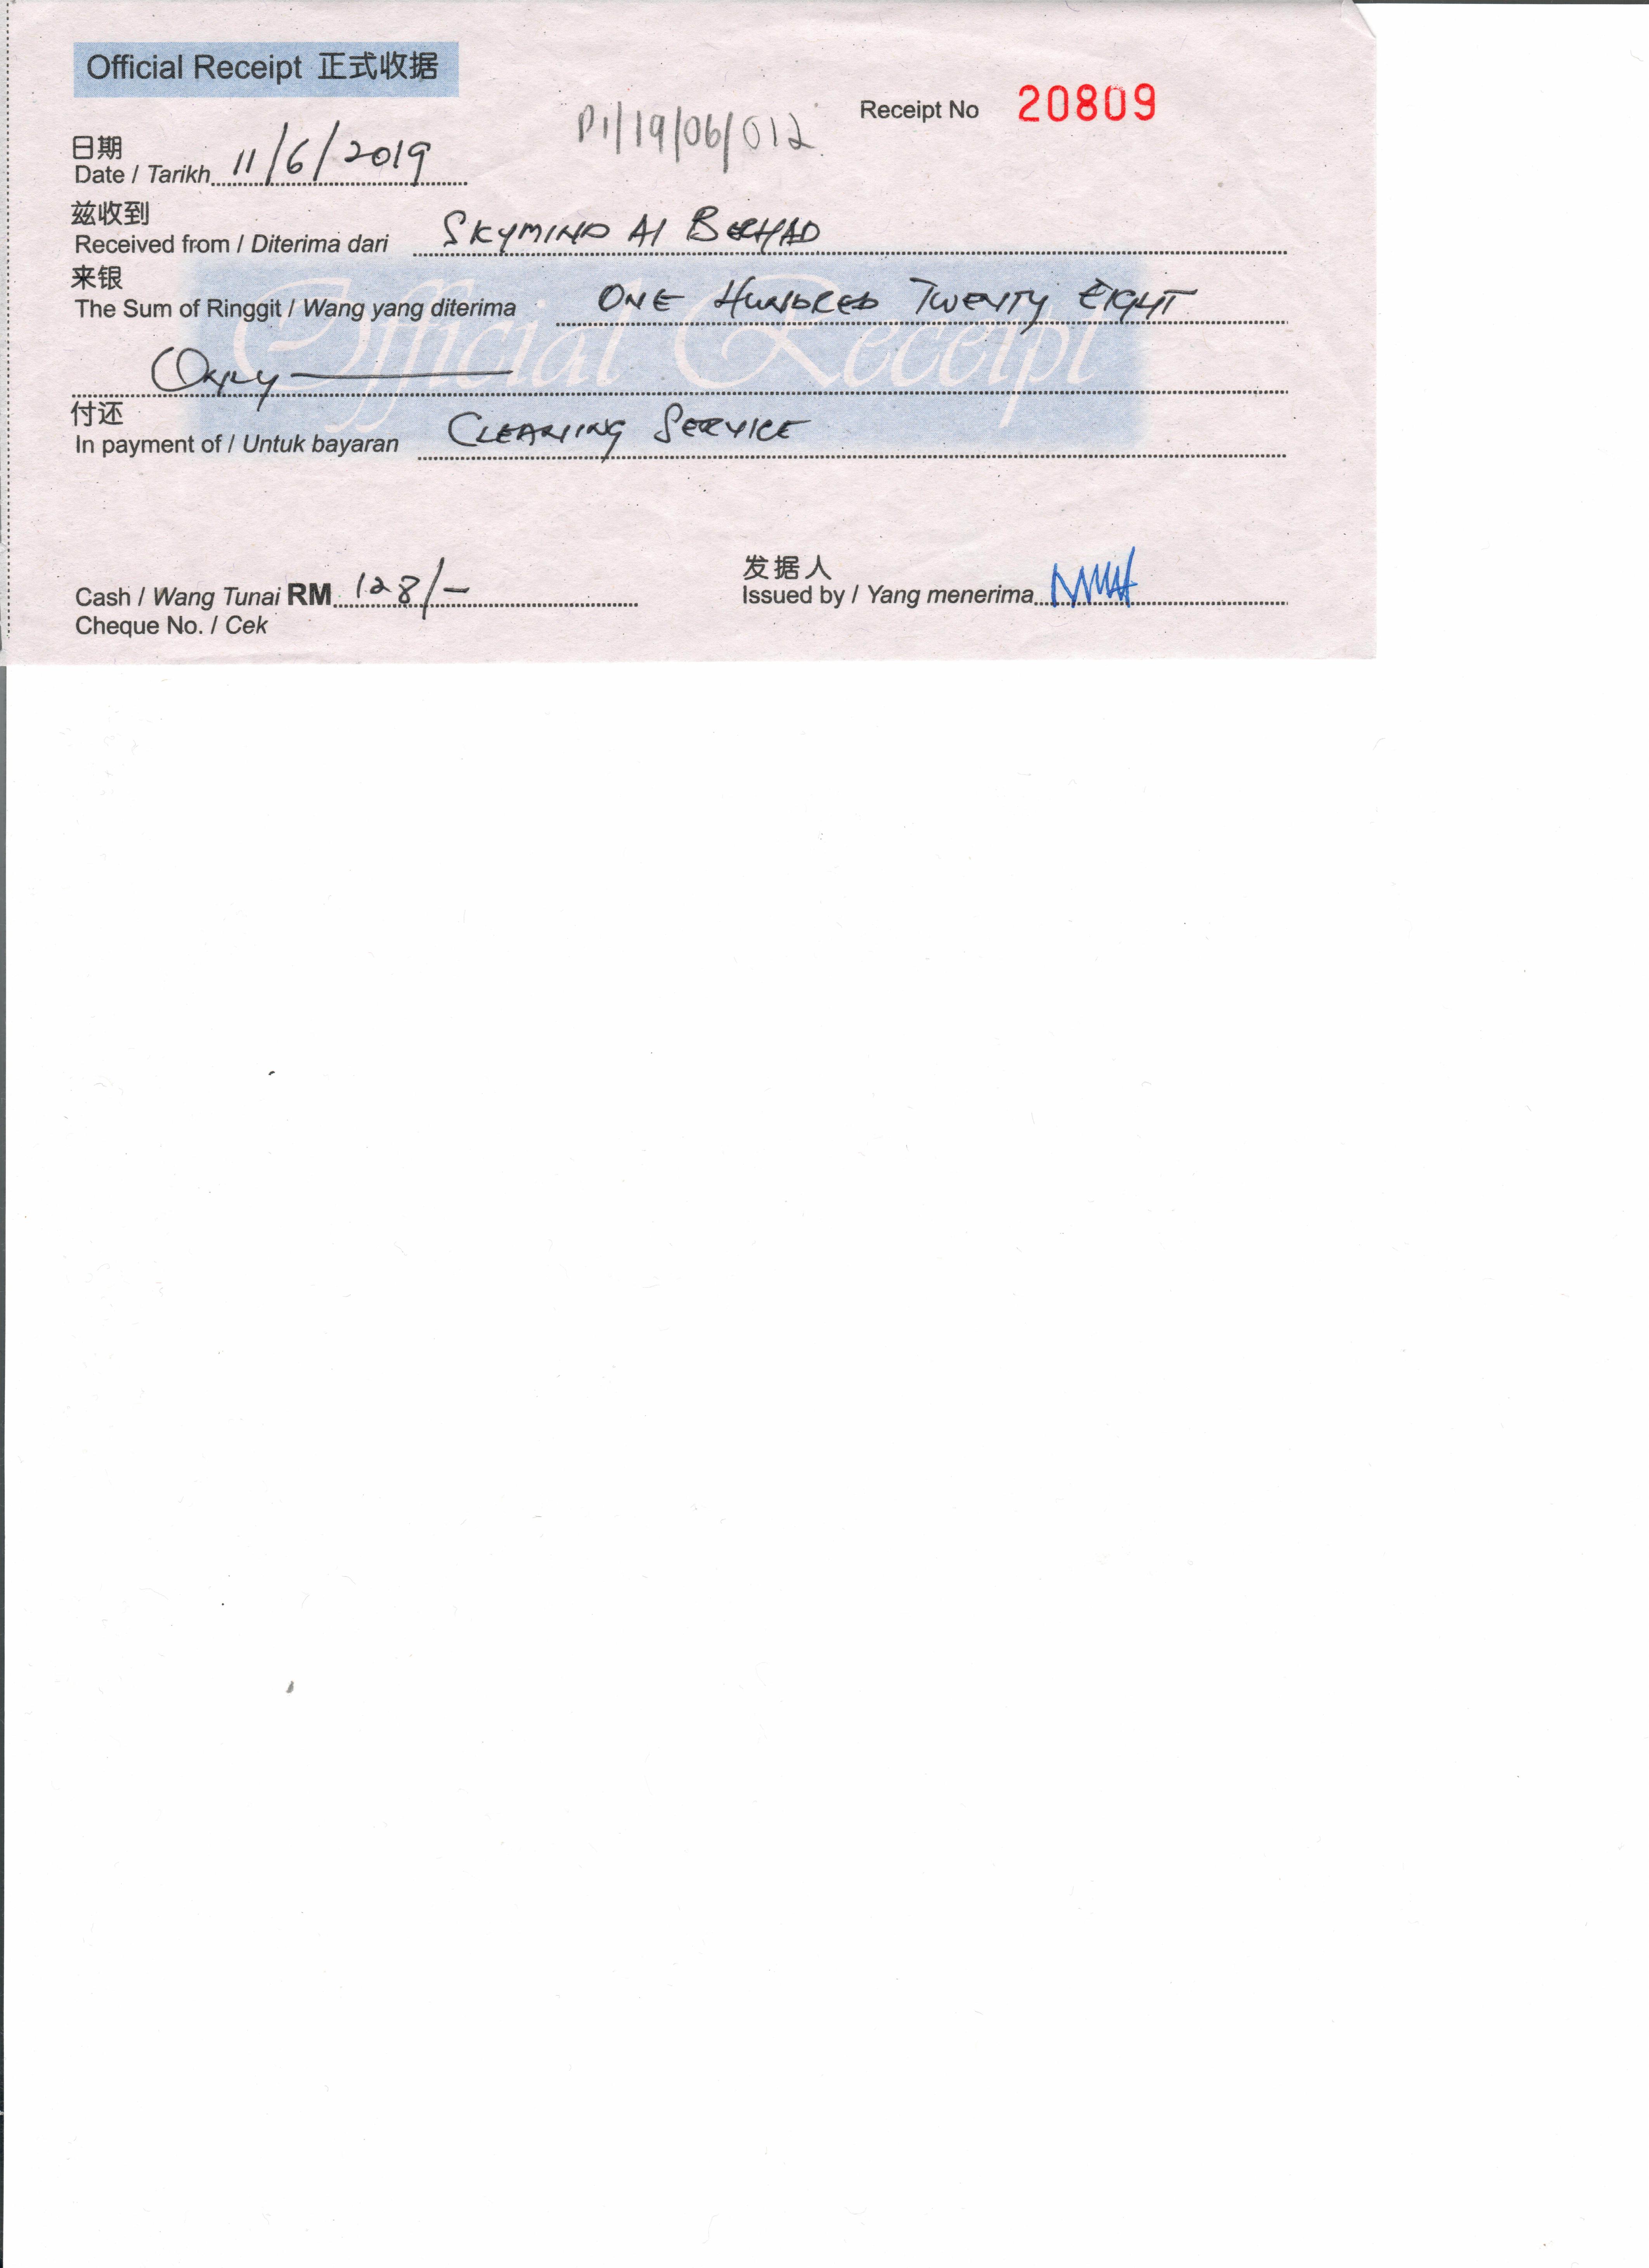 Official Receipt 正式收据
Receipt No 20809
P1/19/06/012
日期
Date / Tarikh 11/6/2019
兹收到
Received from / Diterima dari SKYMIND AI BERHAD
来银
The Sum of Ringgit / Wang yang diterima ONE HUNDRED TWENTY EIGHT
Official Receipt
ONLY
付还
In payment of / Untuk bayaran CLEANING SERVICE
发据人
Cash / Wang Tunai RM 128/-
Issued by / Yang menerima
Cheque No. / Cek